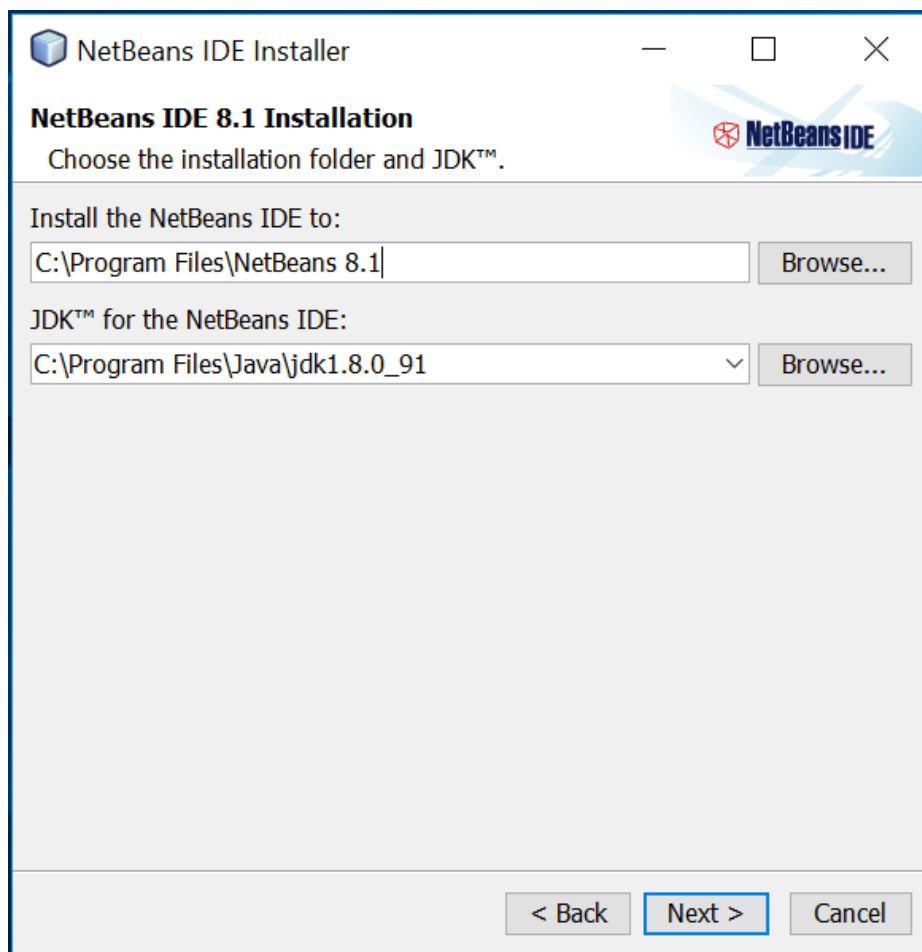 NetBeans IDE Installer
NetBeans IDE 8.1 Installation
Choose the installation folder and JDK™.
NetBeans IDE
Install the NetBeans IDE to:
C:\Program Files\NetBeans 8.1
Browse...
JDK™ for the NetBeans IDE:
C:\Program Files\Java\jdk1.8.0_91
Browse...
< Back
Next >
Cancel